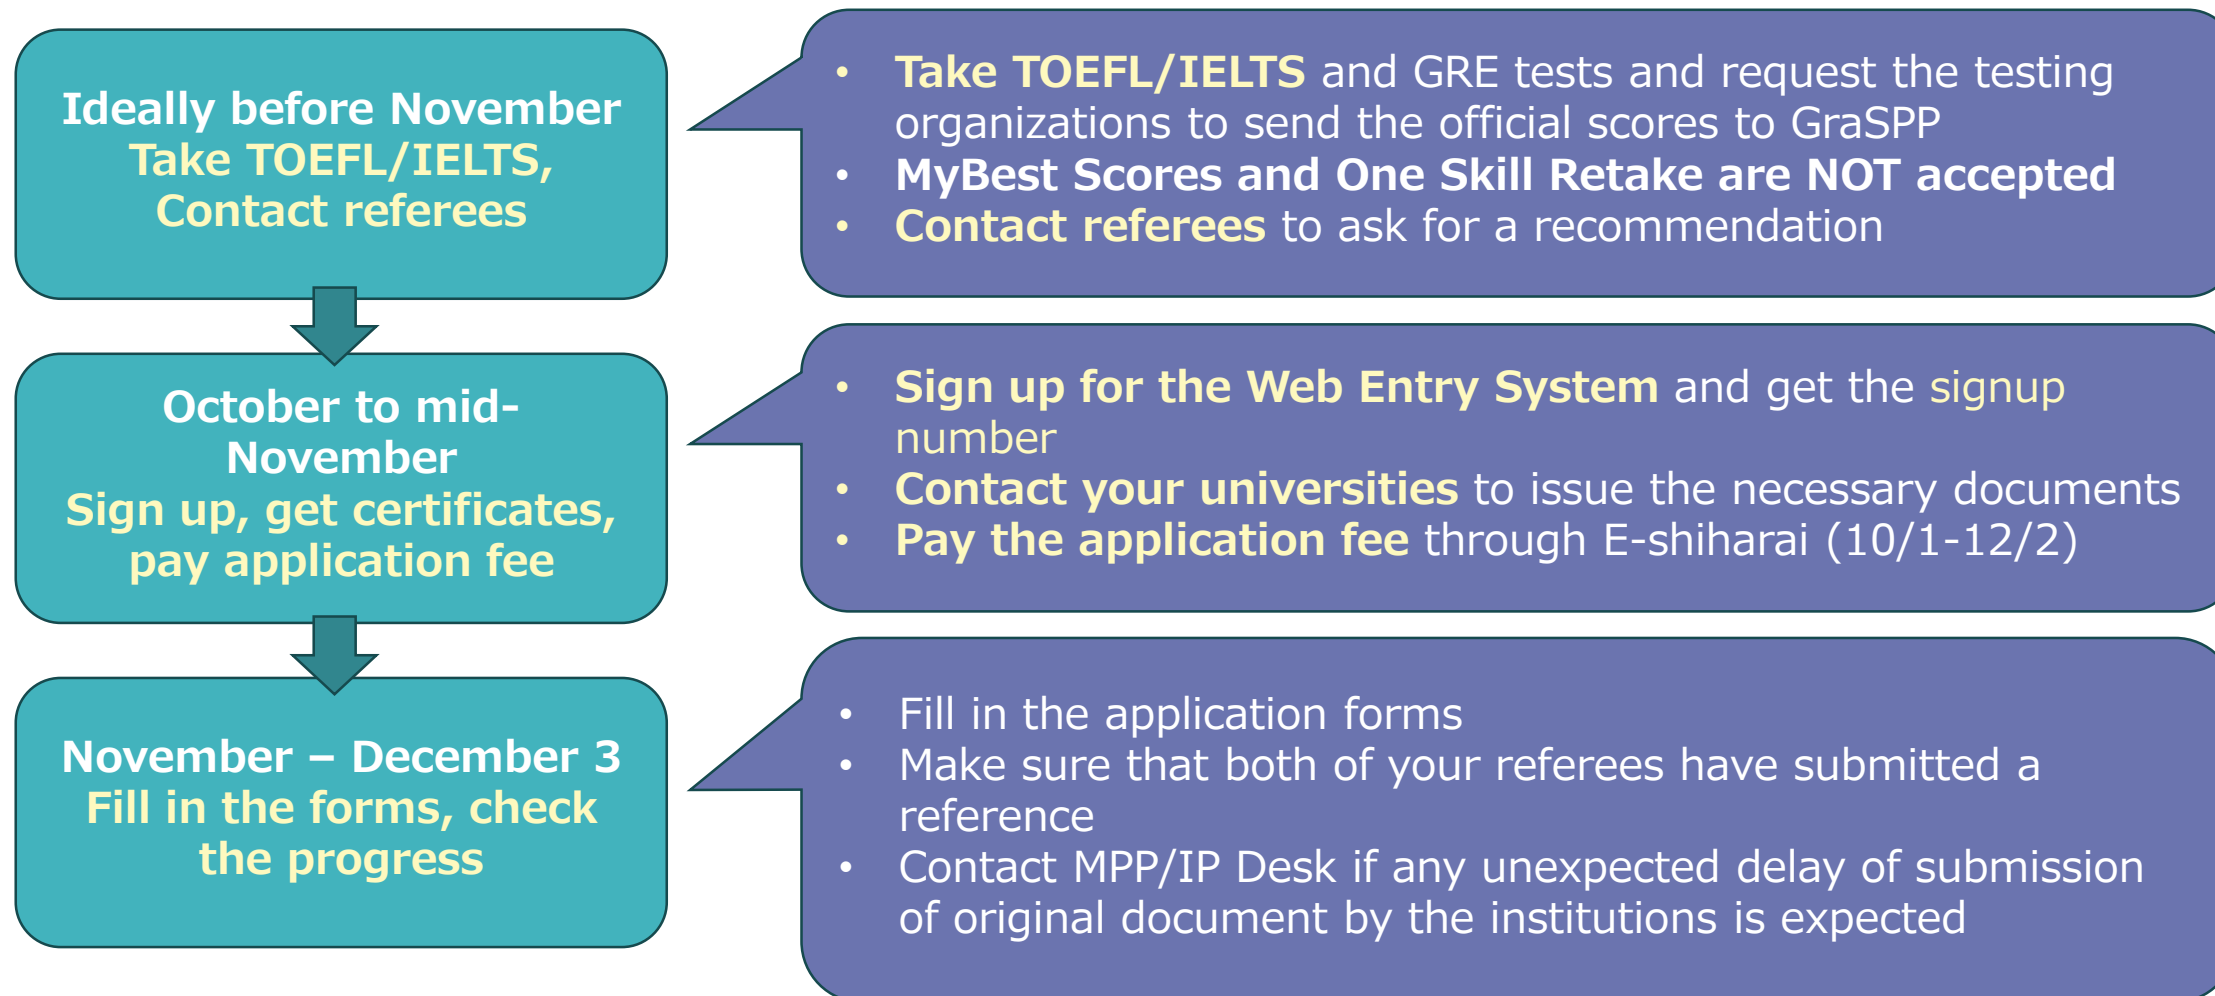 Ideally before November
Take TOEFL/IELTS,
Contact referees
• Take TOEFL/IELTS and GRE tests and request the testing
organizations to send the official scores to GraSPP
• MyBest Scores and One Skill Retake are NOT accepted
• Contact referees to ask for a recommendation
October to mid-
November
Sign up, get certificates,
pay application fee
• Sign up for the Web Entry System and get the signup
number
• Contact your universities to issue the necessary documents
• Pay the application fee through E-shiharai (10/1-12/2)
November – December 3
Fill in the forms, check
the progress
• Fill in the application forms
• Make sure that both of your referees have submitted a
reference
• Contact MPP/IP Desk if any unexpected delay of submission
of original document by the institutions is expected